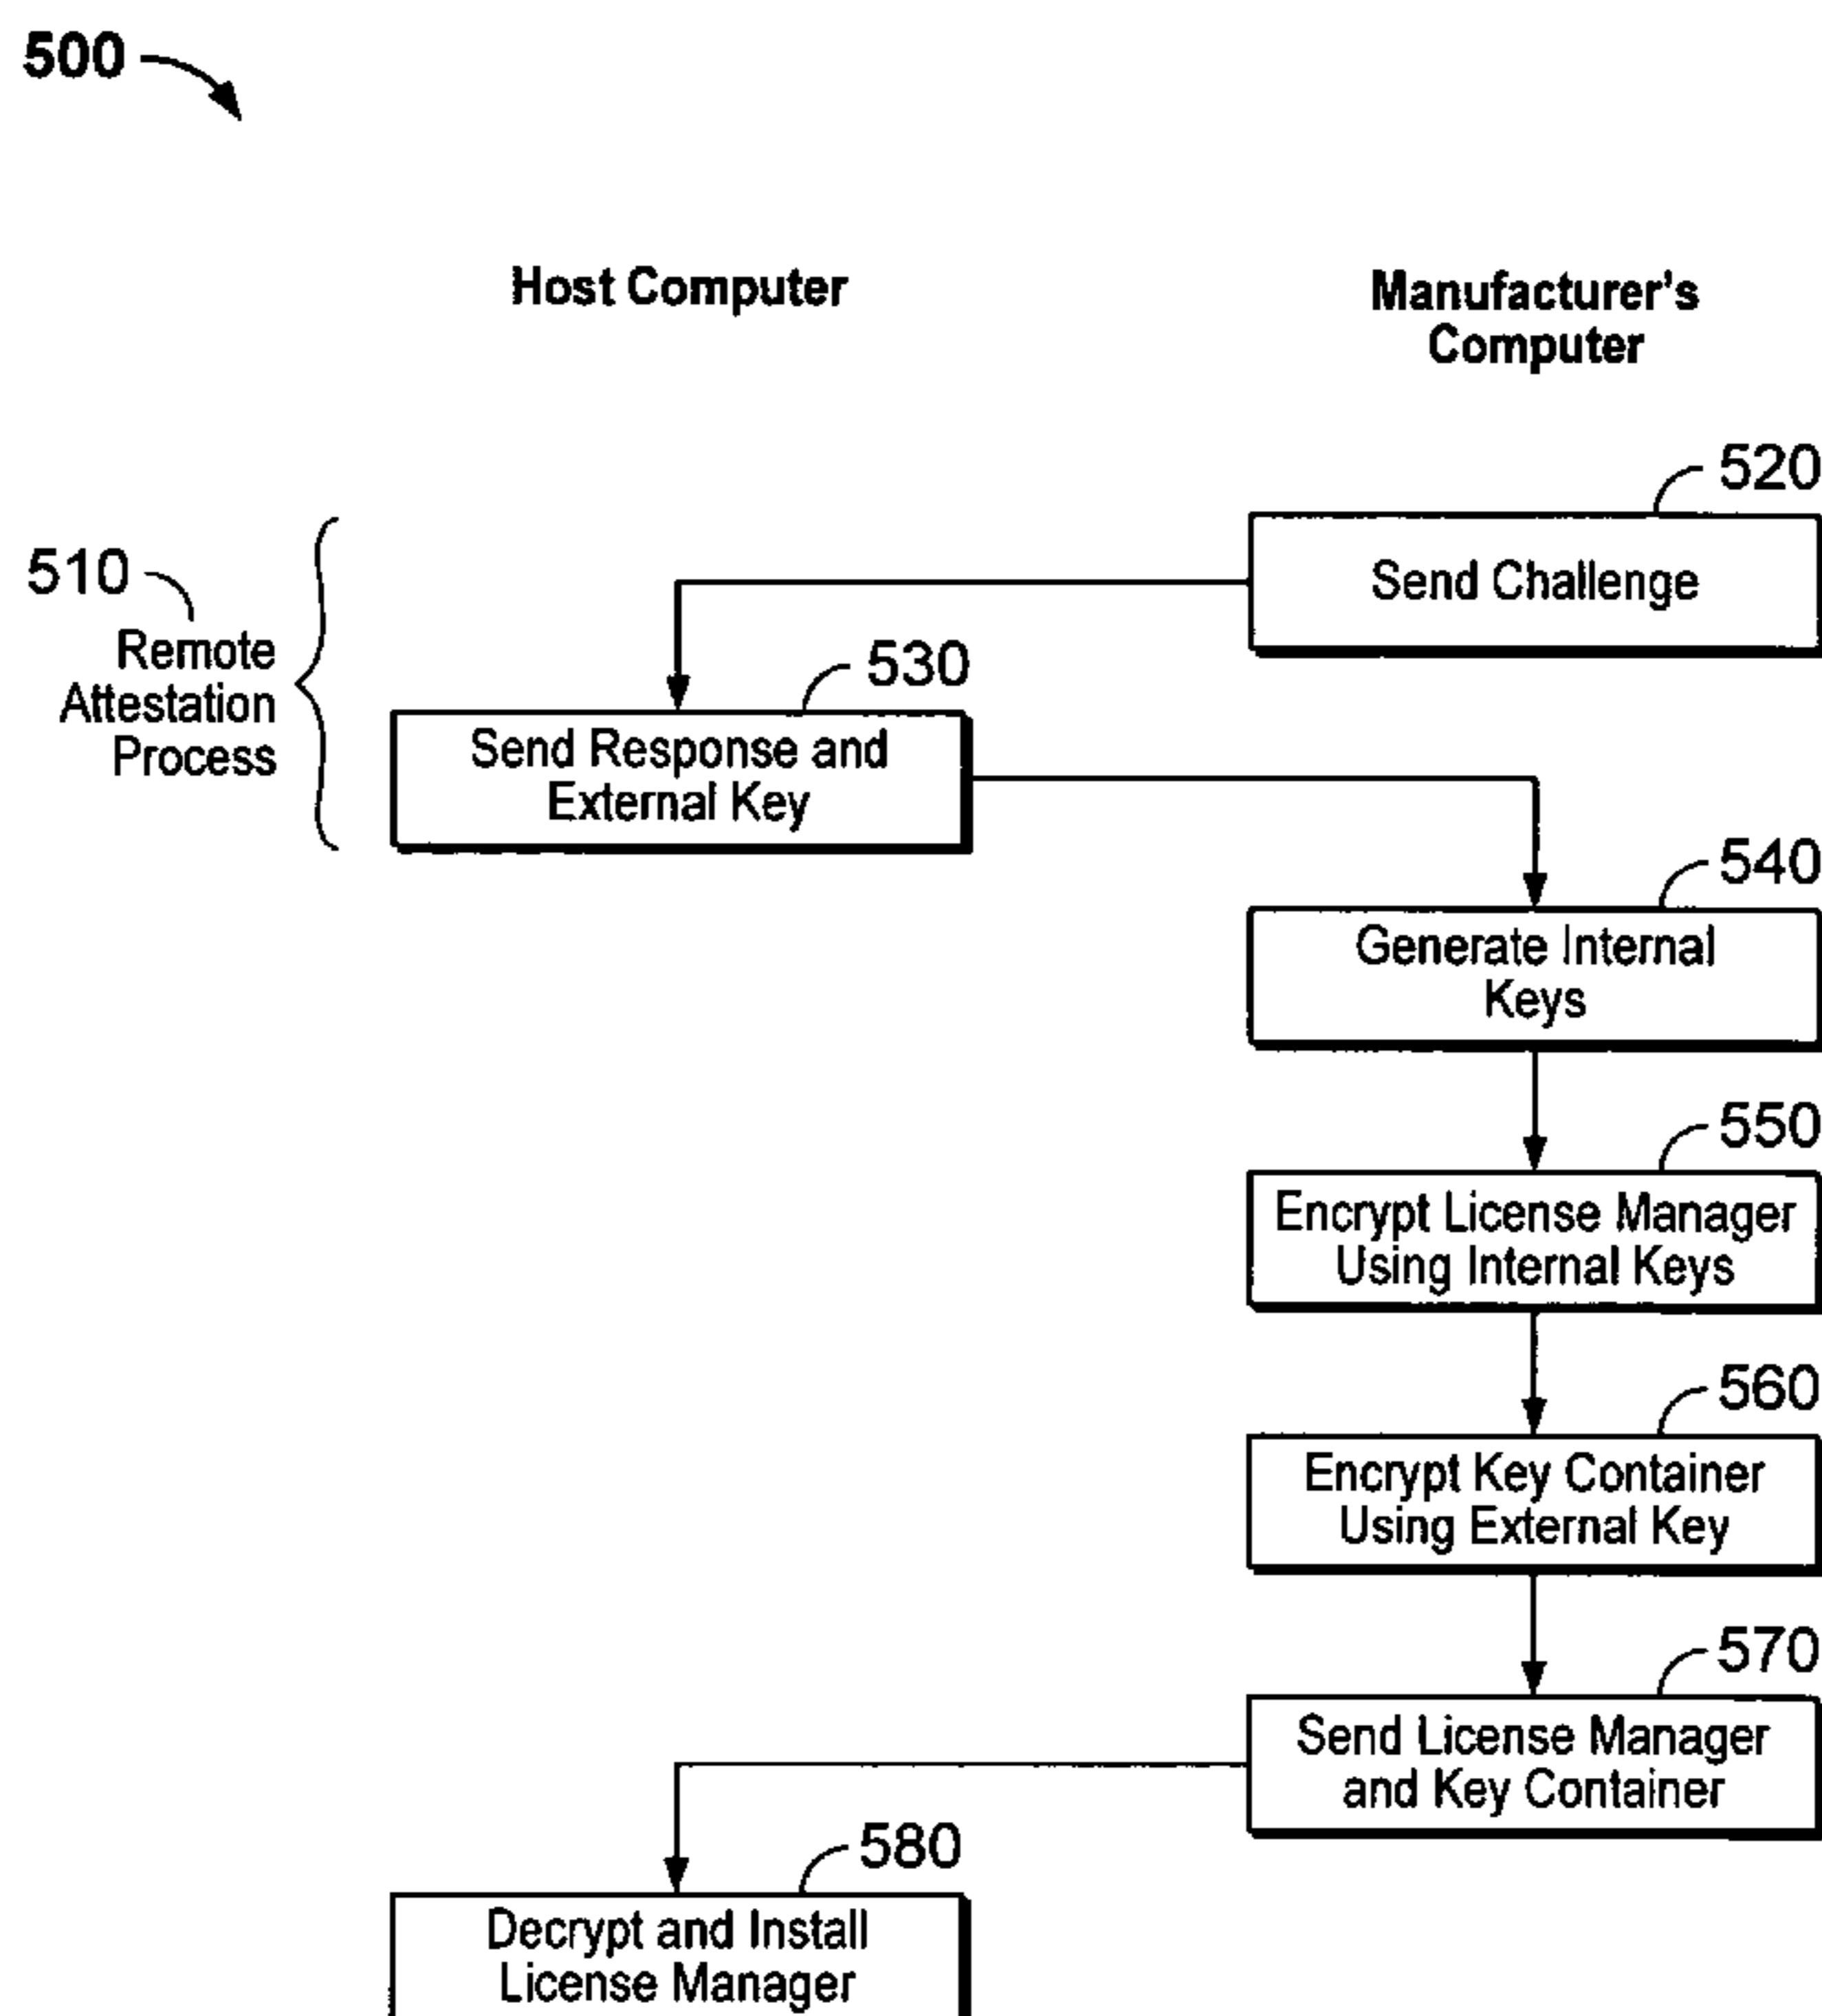 500
Host Computer
Manufacturer's
Computer
520
Send Challenge
510
Remote
Attestation
Process
530
Send Response and
External Key
540
Generate Internal
Keys
550
Encrypt License Manager
Using Internal Keys
560
Encrypt Key Container
Using External Key
570
Send License Manager
and Key Container
580
Decrypt and Install
License Manager